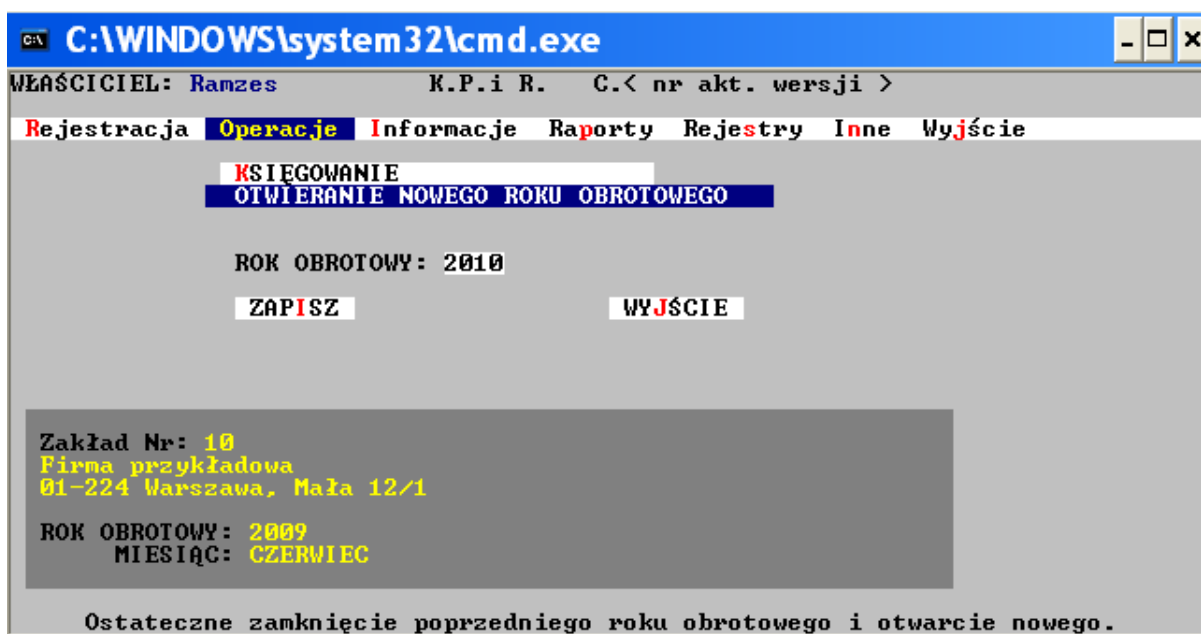 C:\WINDOWS\system32\cmd.exe
WŁAŚCICIEL: Ramzes K.P.i R. C.< nr akt. wersji >
Rejestracja Operacje Informacje Raporty Rejestry Inne Wyjście
KSIĘGOWANIE
OTWIERANIE NOWEGO ROKU OBROTOWEGO
ROK OBROTOWY: 2010
ZAPISZ WYJŚCIE
Zakład Nr: 10
Firma przykładowa
01-224 Warszawa, Mała 12/1
ROK OBROTOWY: 2009
MIESIĄC: CZERWIEC
Ostateczne zamknięcie poprzedniego roku obrotowego i otwarcie nowego.